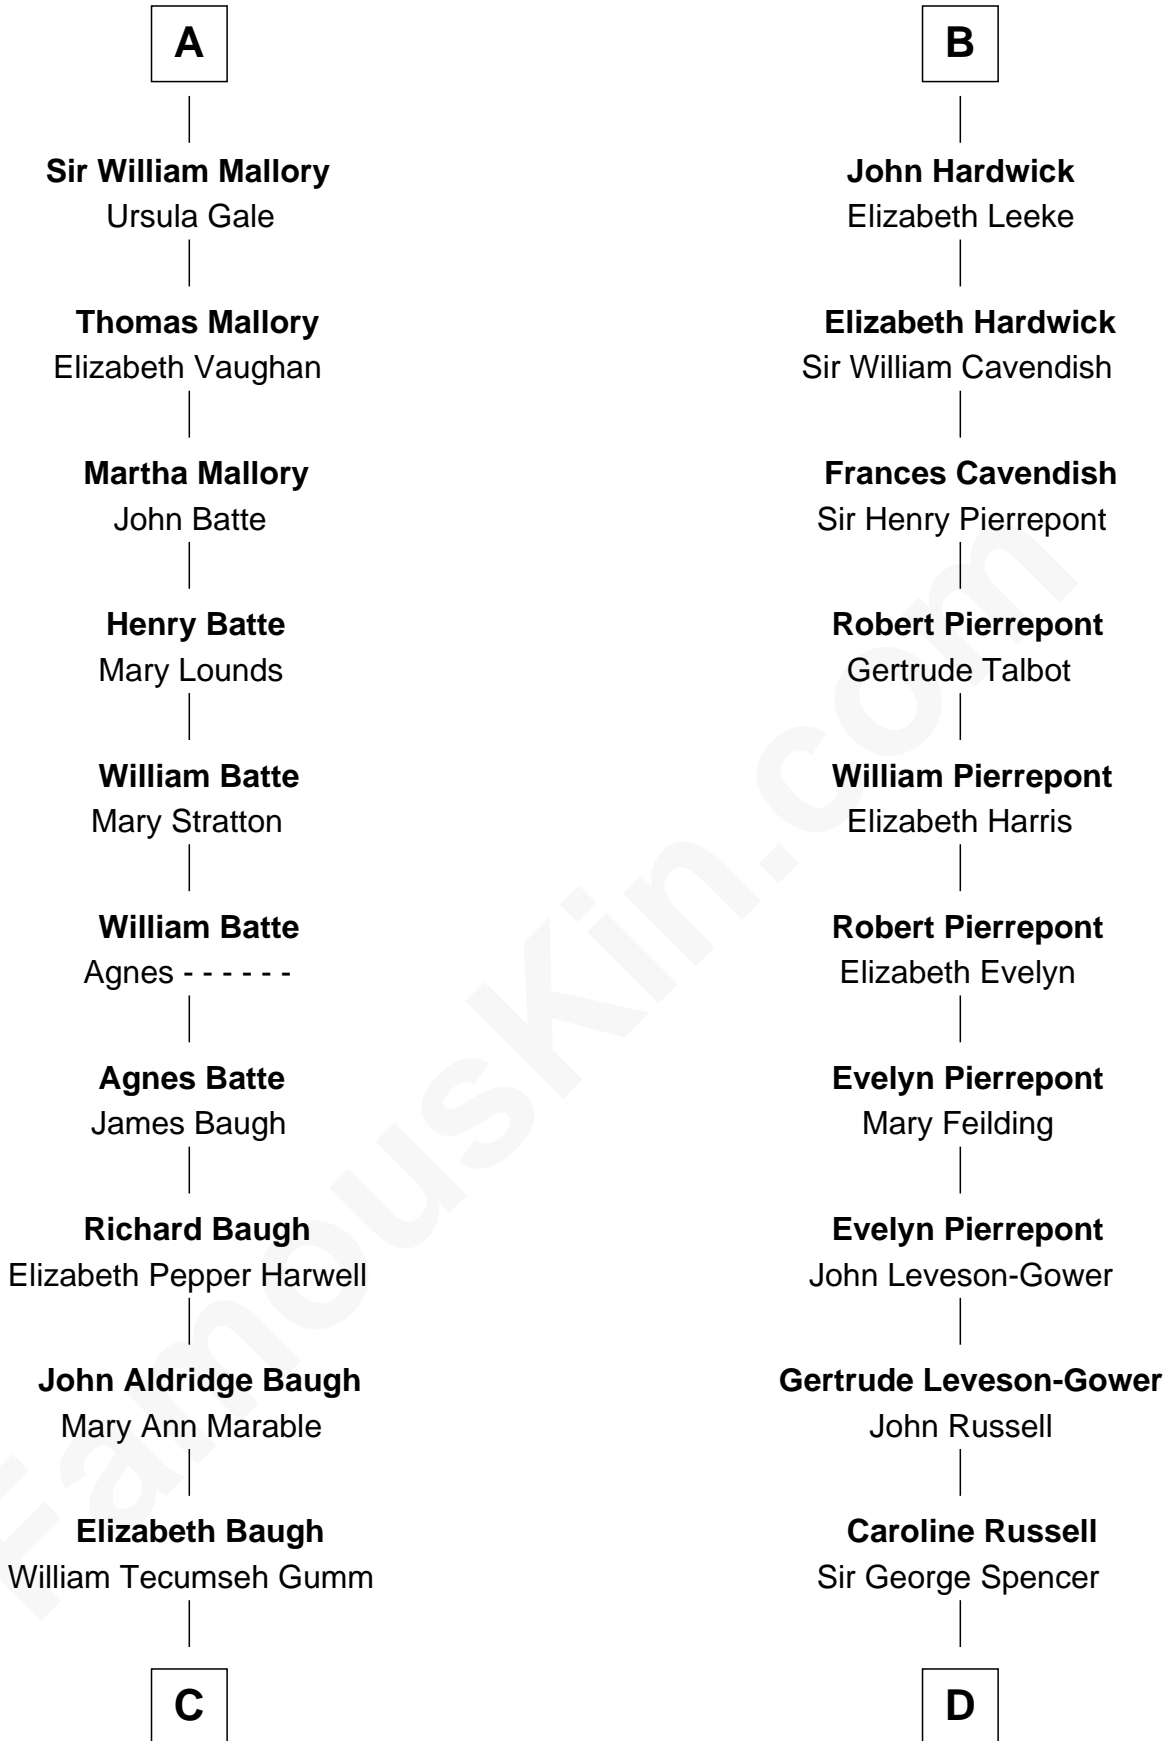 A
Sir William Mallory
Ursula Gale
Thomas Mallory
Elizabeth Vaughan
Martha Mallory
John Batte
Henry Batte
Mary Lounds
William Batte
Mary Stratton
William Batte
Agnes - - - - - -
Agnes Batte
James Baugh
Richard Baugh
Elizabeth Pepper Harwell
John Aldridge Baugh
Mary Ann Marable
Elizabeth Baugh
William Tecumseh Gumm
C
B
John Hardwick
Elizabeth Leeke
Elizabeth Hardwick
Sir William Cavendish
Frances Cavendish
Sir Henry Pierrepont
Robert Pierrepont
Gertrude Talbot
William Pierrepont
Elizabeth Harris
Robert Pierrepont
Elizabeth Evelyn
Evelyn Pierrepont
Mary Feilding
Evelyn Pierrepont
John Leveson-Gower
Gertrude Leveson-Gower
John Russell
Caroline Russell
Sir George Spencer
D
FamousKin.com